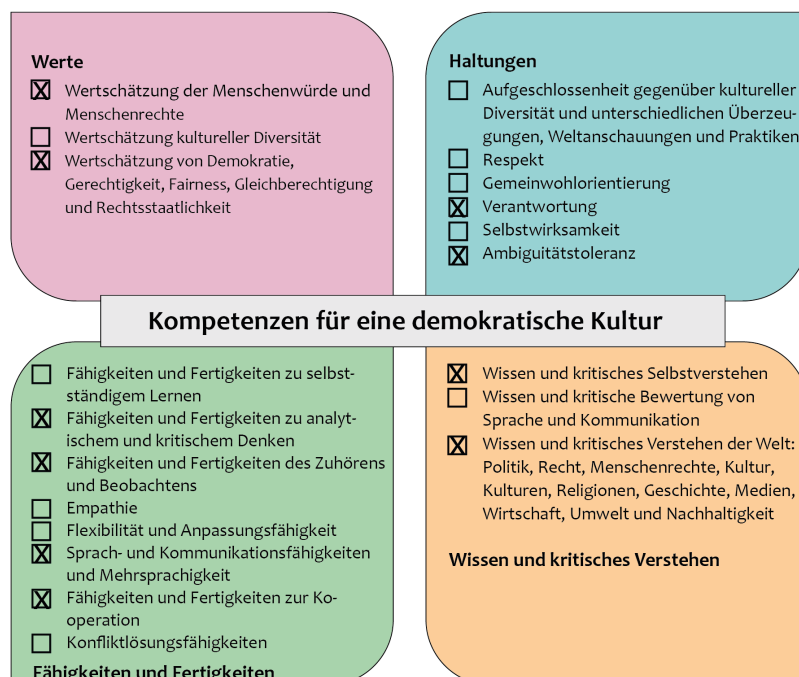 Werte
Wertschätzung der Menschenwürde und
Menschenrechte
Wertschätzung kultureller Diversität
Wertschätzung von Demokratie,
Gerechtigkeit, Fairness, Gleichberechtigung
und Rechtsstaatlichkeit
Haltungen
Aufgeschlossenheit gegenüber kultureller
Diversität und unterschiedlichen Überzeu-
gungen, Weltanschauungen und Praktiken
Respekt
Gemeinwohlorientierung
Verantwortung
Selbstwirksamkeit
Ambiguitätstoleranz
Kompetenzen für eine demokratische Kultur
Fähigkeiten und Fertigkeiten zu selbst-
ständigem Lernen
Fähigkeiten und Fertigkeiten zu analyt-
ischem und kritischem Denken
Fähigkeiten und Fertigkeiten des Zuhörens
und Beobachtens
Empathie
Flexibilität und Anpassungsfähigkeit
Sprach- und Kommunikationsfähigkeiten
und Mehrsprachigkeit
Fähigkeiten und Fertigkeiten zur Ko-
operation
Konfliktlösungsfähigkeiten
Fähigkeiten und Fertigkeiten
Wissen und kritisches Selbstverstehen
Wissen und kritische Bewertung von
Sprache und Kommunikation
Wissen und kritisches Verstehen der Welt:
Politik, Recht, Menschenrechte, Kultur,
Kulturen, Religionen, Geschichte, Medien,
Wirtschaft, Umwelt und Nachhaltigkeit
Wissen und kritisches Verstehen